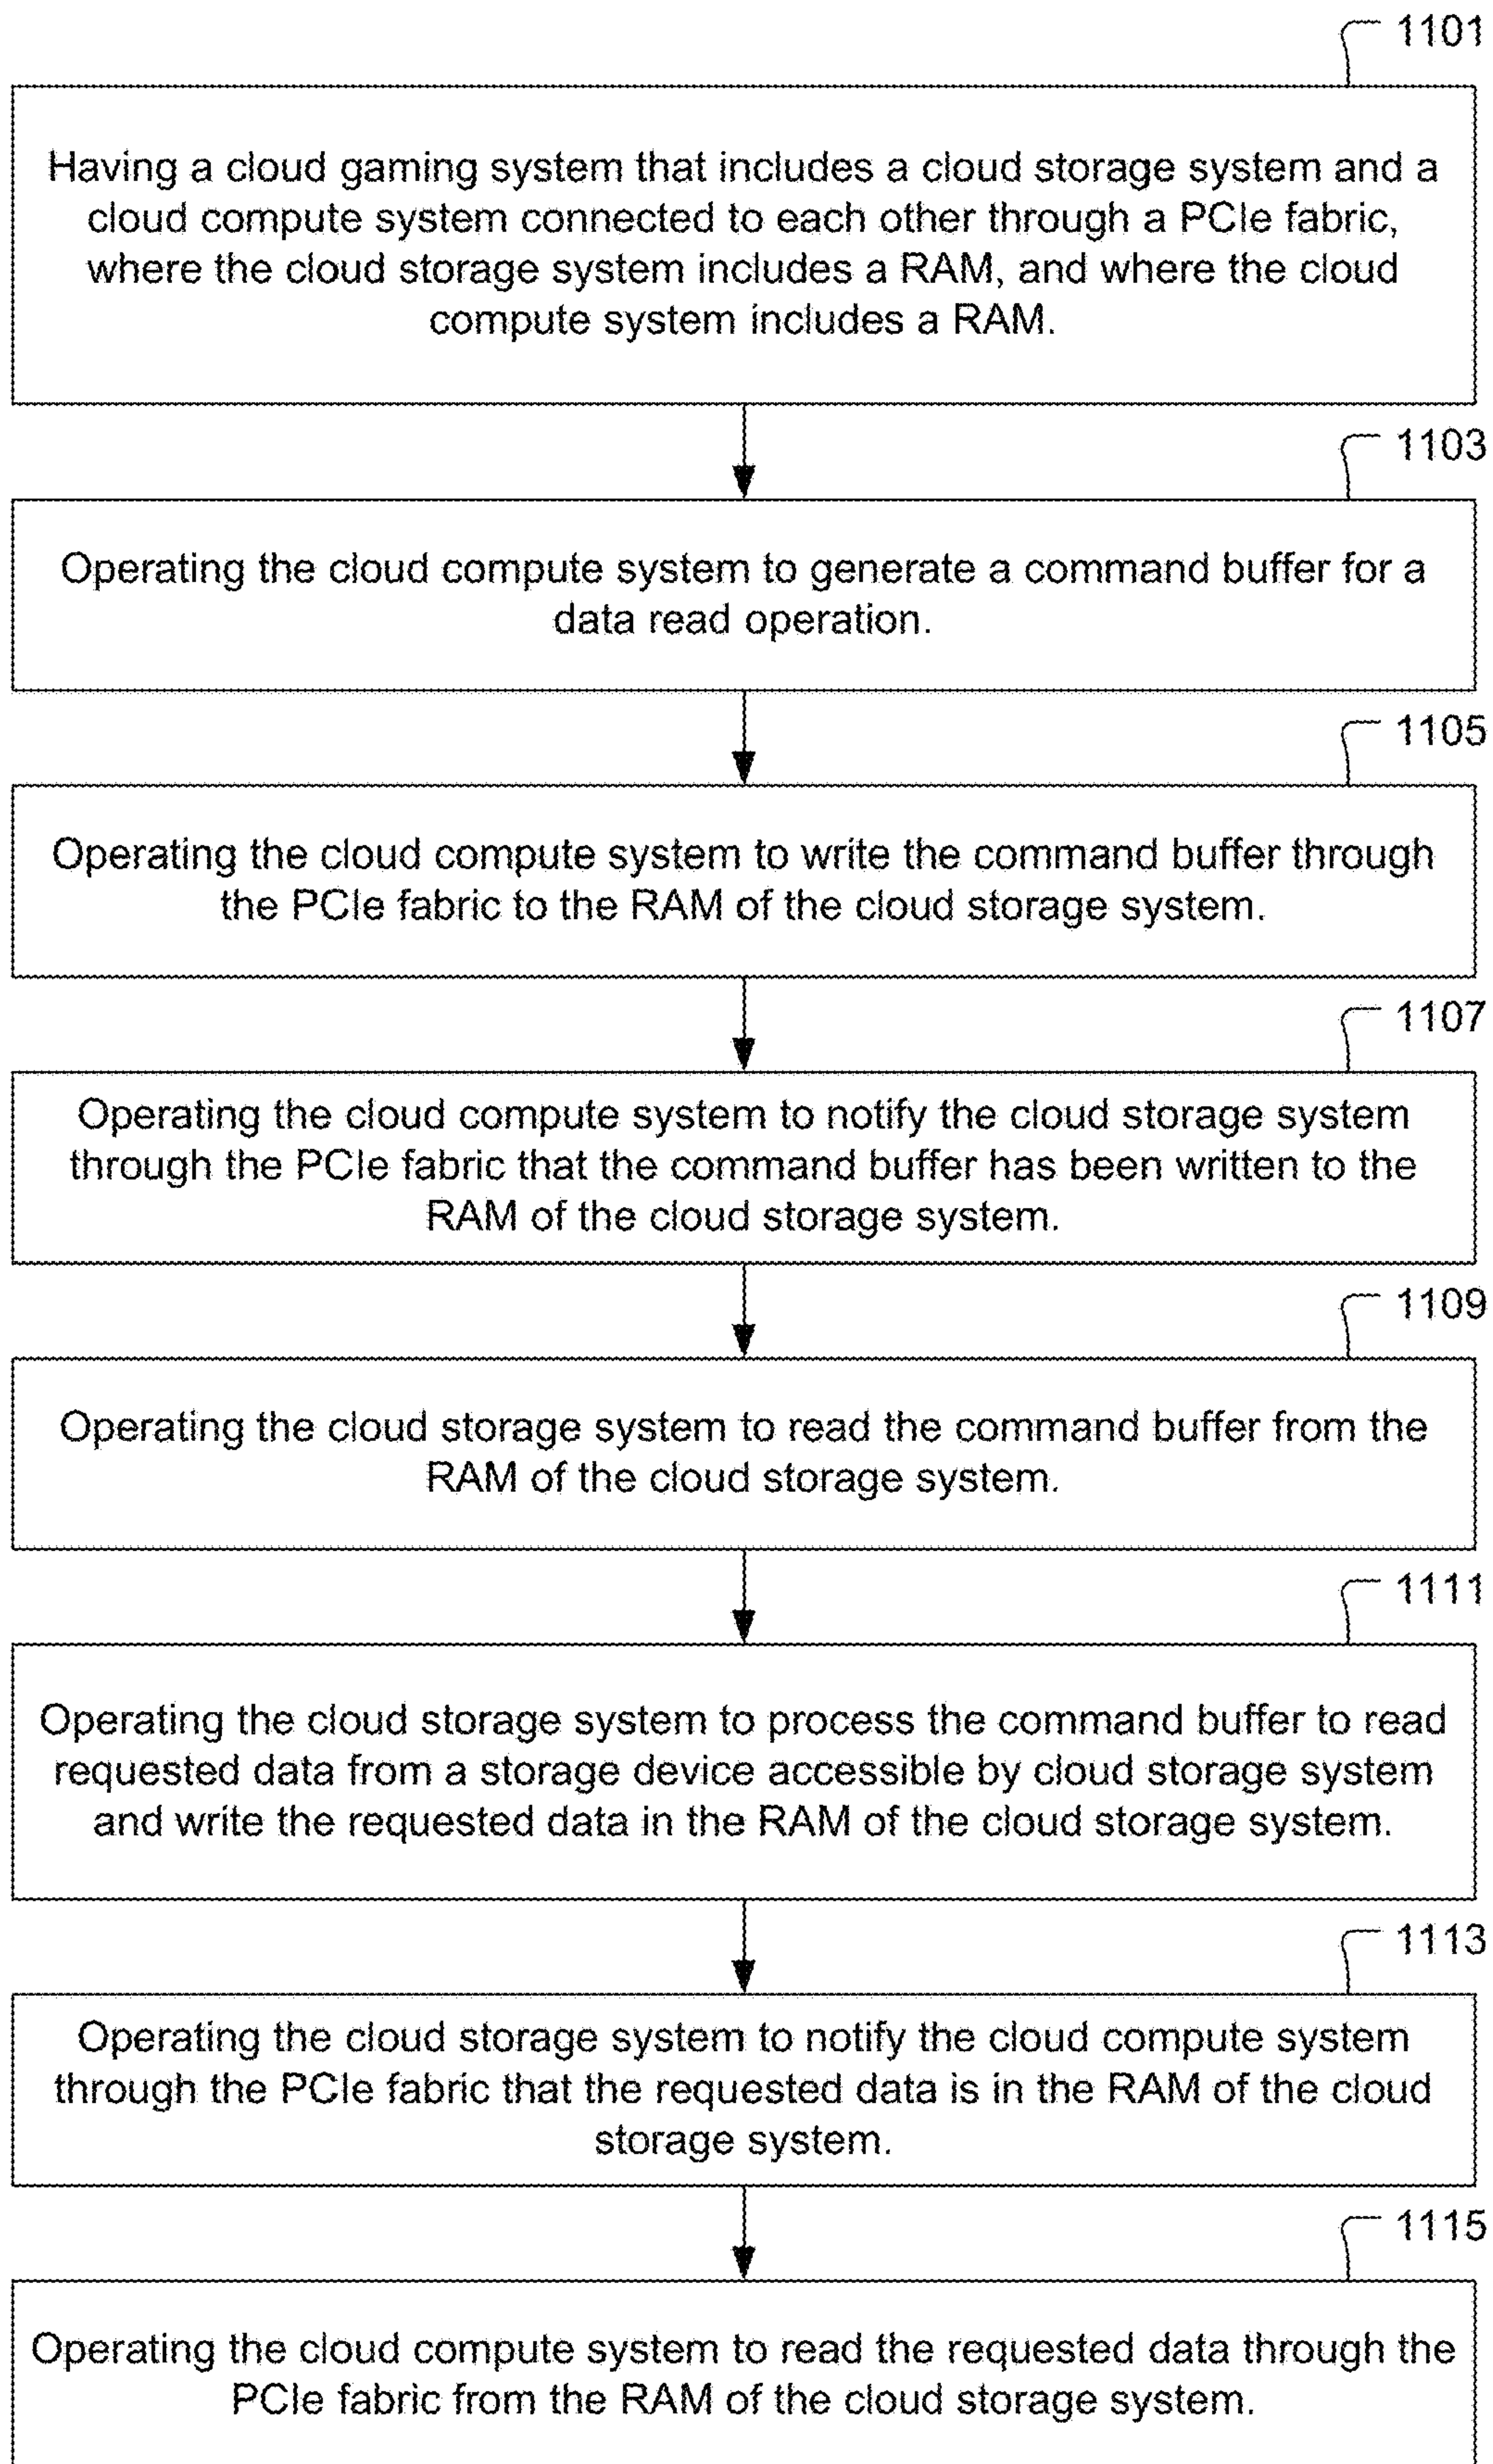 1101
Having a cloud gaming system that includes a cloud storage system and a
cloud compute system connected to each other through a PCIe fabric,
where the cloud storage system includes a RAM, and where the cloud
compute system includes a RAM.
1103
Operating the cloud compute system to generate a command buffer for a
data read operation.
1105
Operating the cloud compute system to write the command buffer through
the PCIe fabric to the RAM of the cloud storage system.
1107
Operating the cloud compute system to notify the cloud storage system
through the PCIe fabric that the command buffer has been written to the
RAM of the cloud storage system.
1109
Operating the cloud storage system to read the command buffer from the
RAM of the cloud storage system.
1111
Operating the cloud storage system to process the command buffer to read
requested data from a storage device accessible by cloud storage system
and write the requested data in the RAM of the cloud storage system.
1113
Operating the cloud storage system to notify the cloud compute system
through the PCIe fabric that the requested data is in the RAM of the cloud
storage system.
1115
Operating the cloud compute system to read the requested data through the
PCIe fabric from the RAM of the cloud storage system.